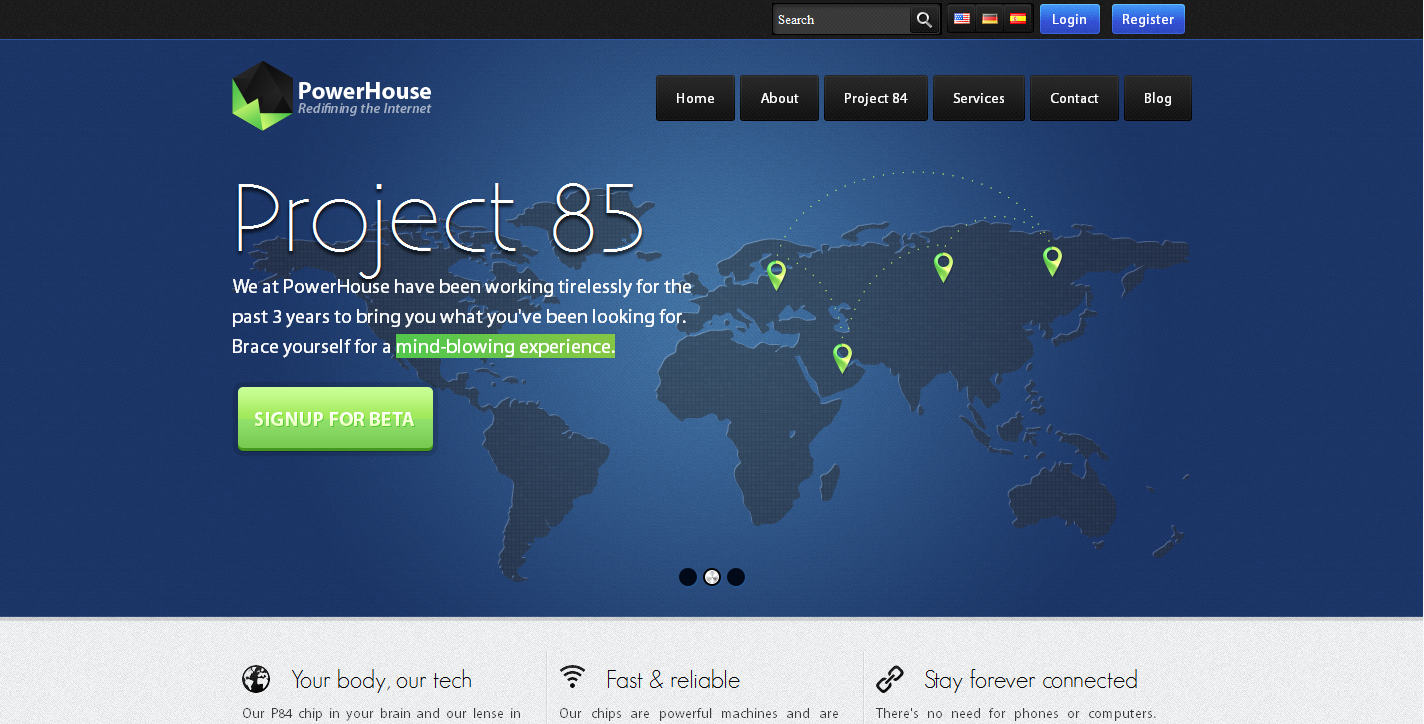 Search
Login
Register
PowerHouse
Redifining the Internet
Home
About
Project 84
Services
Contact
Blog
Project 85
We at PowerHouse have been working tirelessly for the
past 3 years to bring you what you've been looking for.
Brace yourself for a mind-blowing experience.
SIGNUP FOR BETA
Your body, our tech
Fast & reliable
Stay forever connected
Our P84 chip in your brain and our lense in
Our chips are powerful machines and are
There's no need for phones or computers.